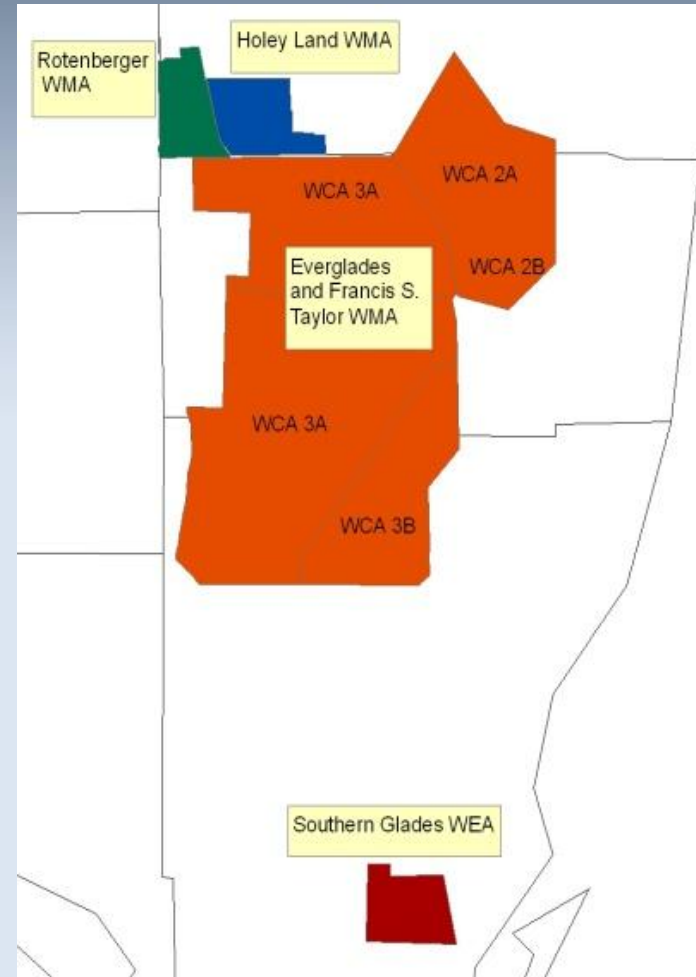 Holey Land WMA
Rotenberger
WMA
WCA 2A
WCA 3A
WCA 2B
Everglades
and Francis S.
Taylor WMA
WCA 3A
WCA 3B
Southern Glades WEA